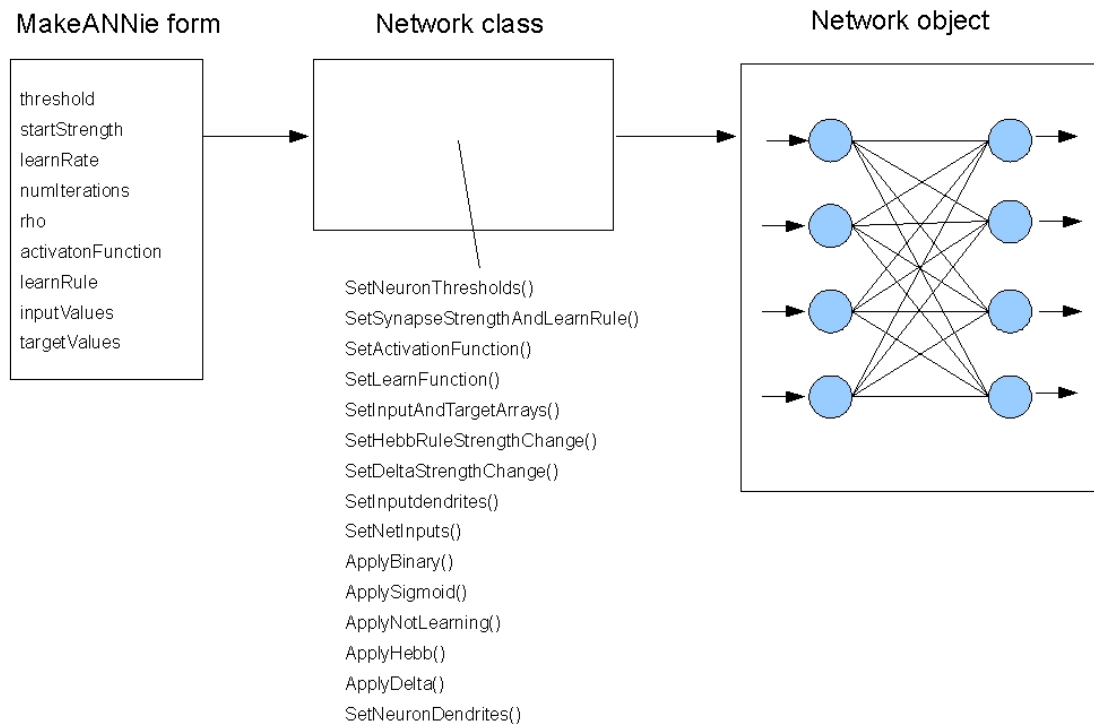 MakeANNie form
threshold
startStrength
learnRate
numIterations
rho
activatonFunction
learnRule
inputValues
targetValues
Network class
SetNeuronThresholds()
SetSynapseStrengthAndLearnRule()
SetActivationFunction()
SetLearnFunction()
SetInputAndTargetArrays()
SetHebbRuleStrengthChange()
SetDeltaStrengthChange()
SetInputdendrites()
SetNetInputs()
ApplyBinary()
ApplySigmoid()
ApplyNotLearning()
ApplyHebb()
ApplyDelta()
SetNeuronDendrites()
Network object